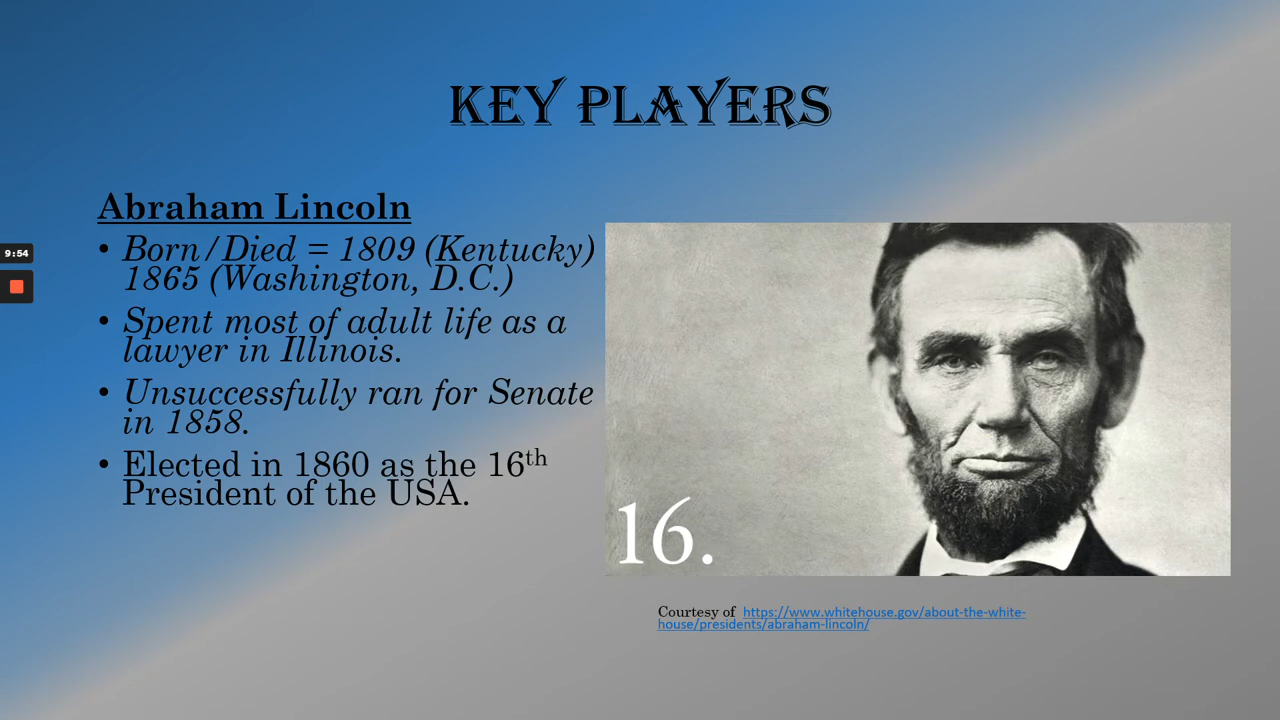 KEY PLAYERS
Abraham Lincoln
• Born/Died = 1809 (Kentucky)
1865 (Washington, D.C.)
• Spent most of adult life as a
lawyer in Illinois.
• Unsuccessfully ran for Senate
in 1858.
• Elected in 1860 as the 16th
President of the USA.
9:54
16.
Courtesy of https://www.whitehouse.gov/about-the-white-
house/presidents/abraham-lincoln/